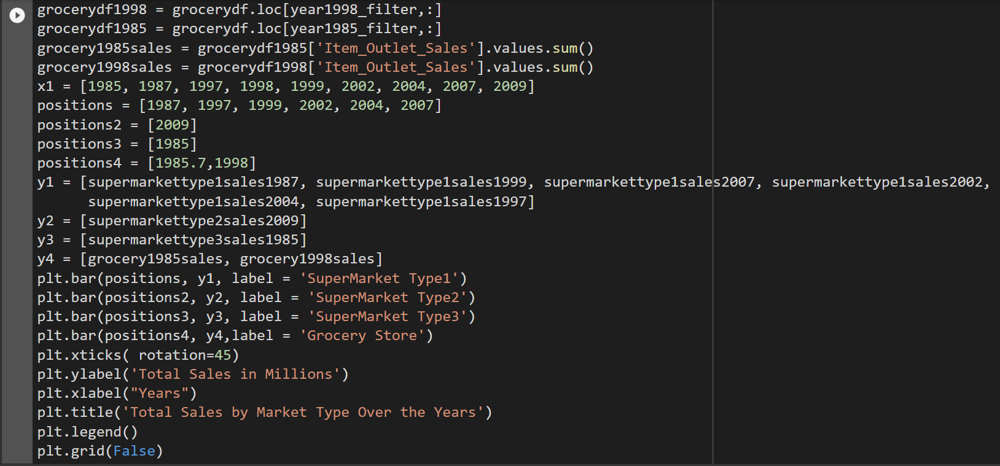 grocerydf1998 = grocerydf.loc[year1998_filter,:]
grocerydf1985 = grocerydf.loc[year1985_filter,:]
grocery1985sales = grocerydf1985['Item_Outlet_Sales'].values.sum()
grocery1998sales = grocerydf1998['Item_Outlet_Sales'].values.sum()
x1 = [1985, 1987, 1997, 1998, 1999, 2002, 2004, 2007, 2009]
positions = [1987, 1997, 1999, 2002, 2004, 2007]
positions2 = [2009]
positions3 = [1985]
positions4 = [1985.7,1998]
y1 = [supermarkettype1sales1987, supermarkettype1sales1999, supermarkettype1sales2007, supermarkettype1sales2002,
      supermarkettype1sales2004, supermarkettype1sales1997]
y2 = [supermarkettype2sales2009]
y3 = [supermarkettype3sales1985]
y4 = [grocery1985sales, grocery1998sales]
plt.bar(positions, y1, label = 'SuperMarket Type1')
plt.bar(positions2, y2, label = 'SuperMarket Type2')
plt.bar(positions3, y3, label = 'SuperMarket Type3')
plt.bar(positions4, y4,label = 'Grocery Store')
plt.xticks( rotation=45)
plt.ylabel('Total Sales in Millions')
plt.xlabel("Years")
plt.title('Total Sales by Market Type Over the Years')
plt.legend()
plt.grid(False)